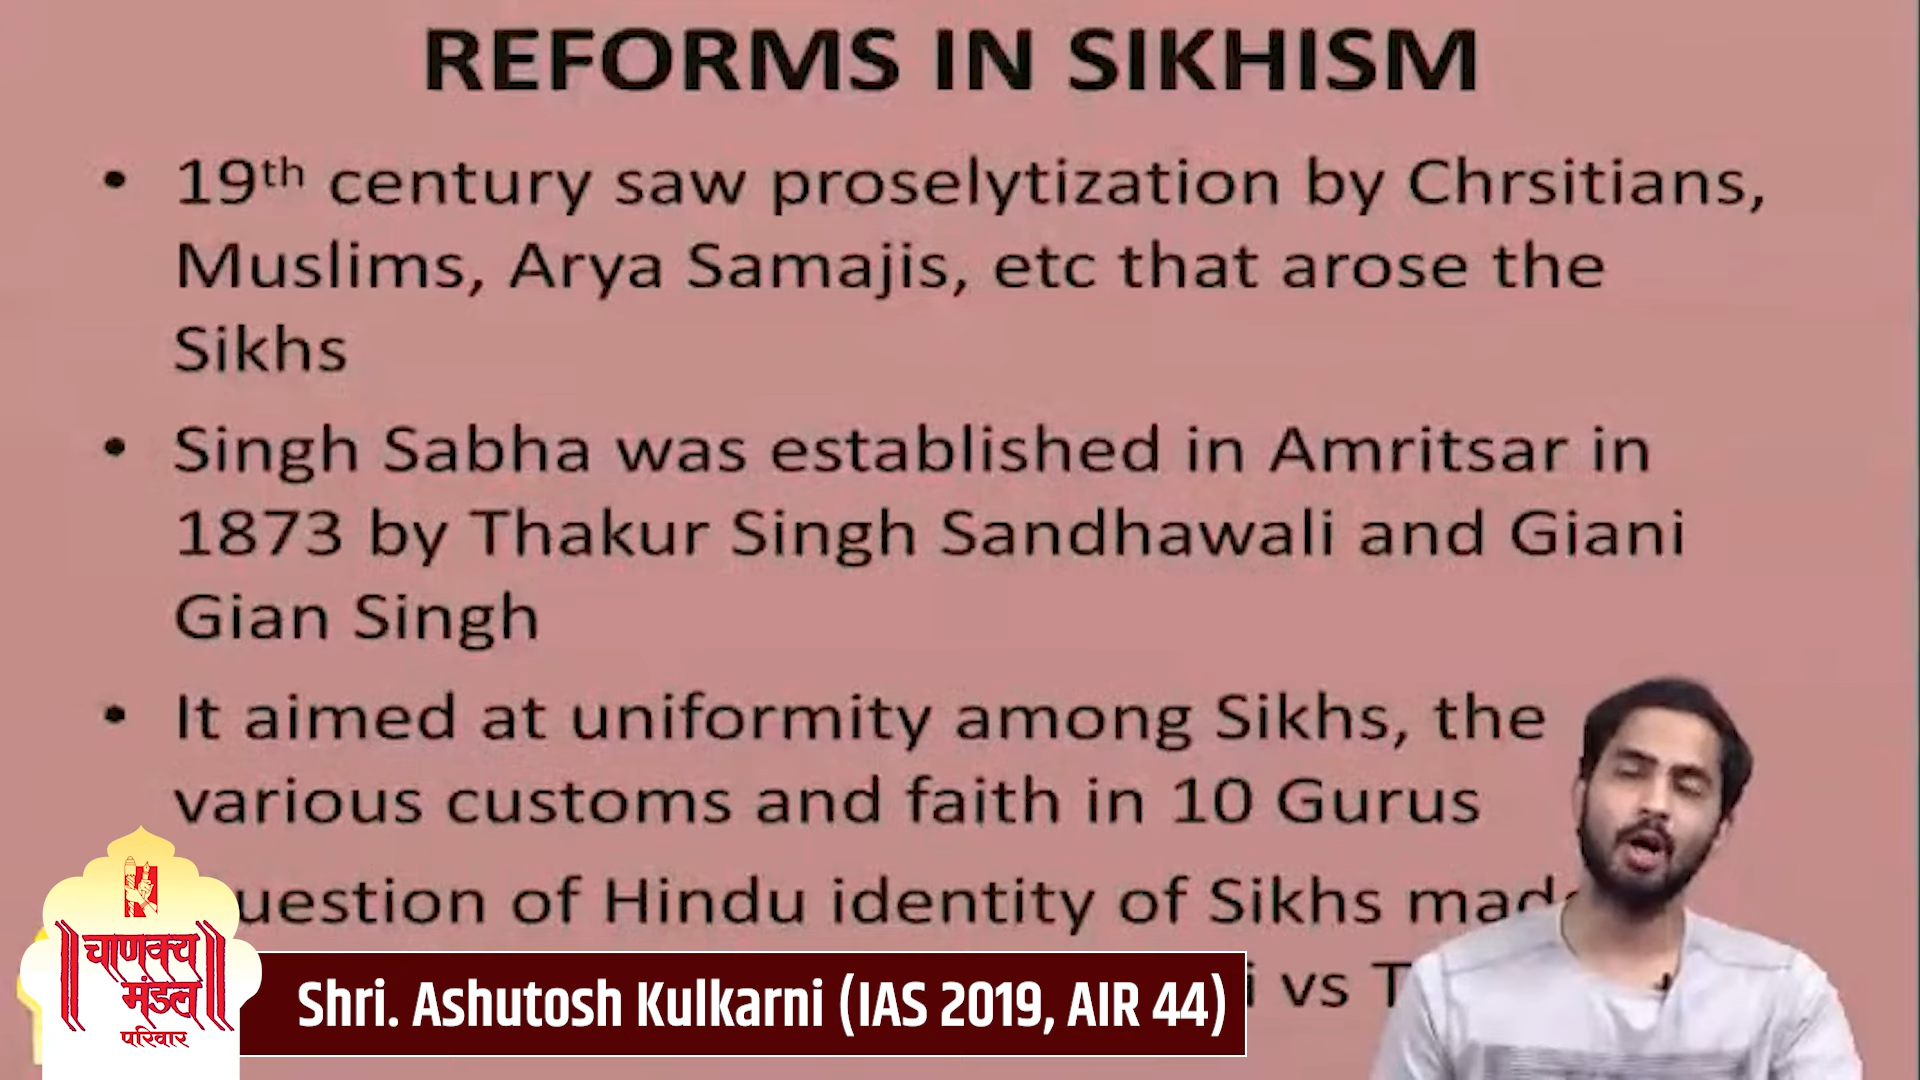 REFORMS IN SIKHISM
• 19th century saw proselytization by Chrsitians,
Muslims, Arya Samajis, etc that arose the
Sikhs
• Singh Sabha was established in Amritsar in
1873 by Thakur Singh Sandhawali and Giani
Gian Singh
• It aimed at uniformity among Sikhs, the
various customs and faith in 10 Gurus
of Hindu identity of Sikhs
vs
॥ चाणक्य ॥
मंडल
परिवार
Shri. Ashutosh Kulkarni (IAS 2019, AIR 44)